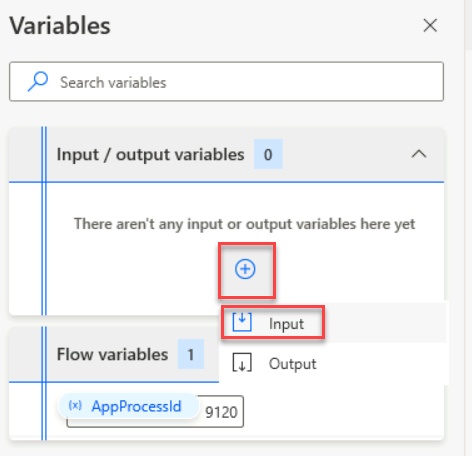 Variables
Search variables
Input / output variables 0
There aren't any input or output variables here yet
Input
Output
Flow variables 1
(x) AppProcessId 9120